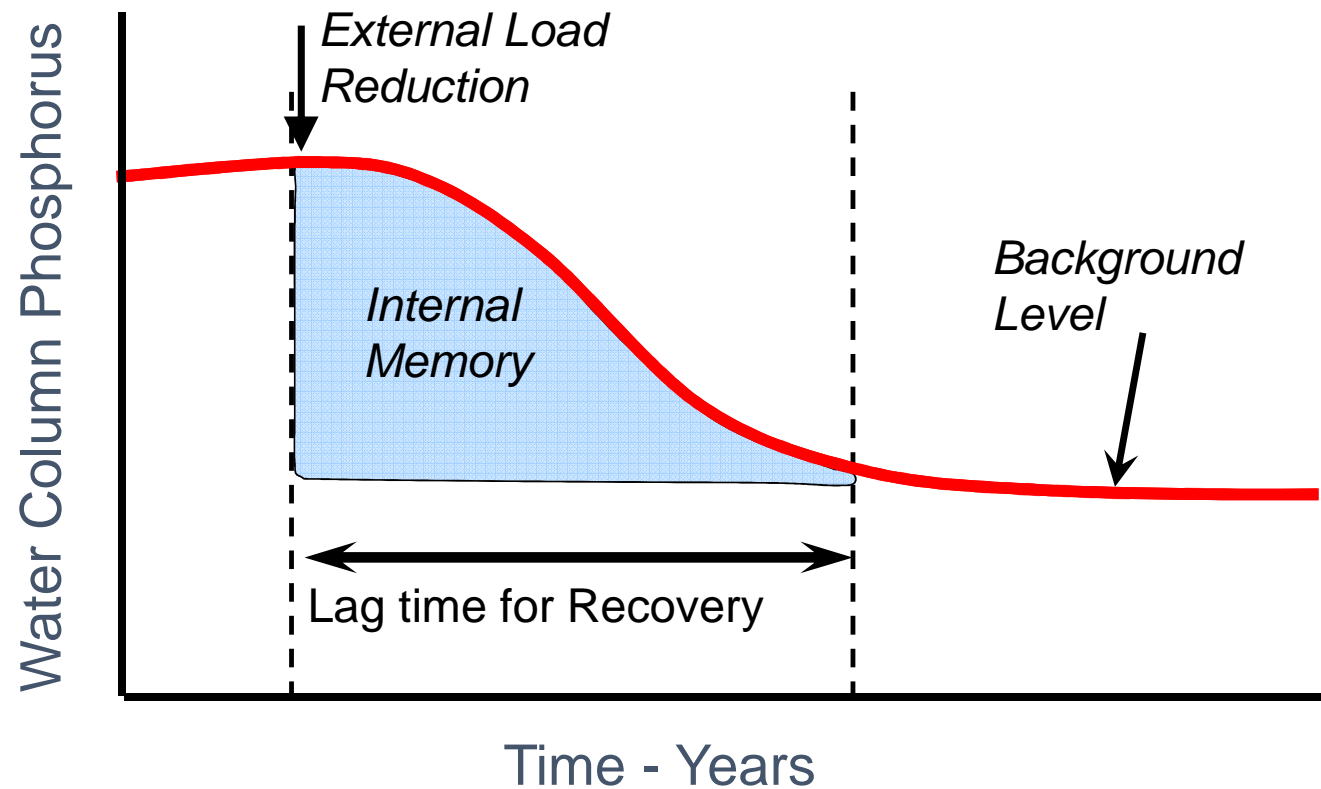 External Load
Reduction
Water Column Phosphorus
Background
Level
Internal
Memory
Lag time for Recovery
Time - Years